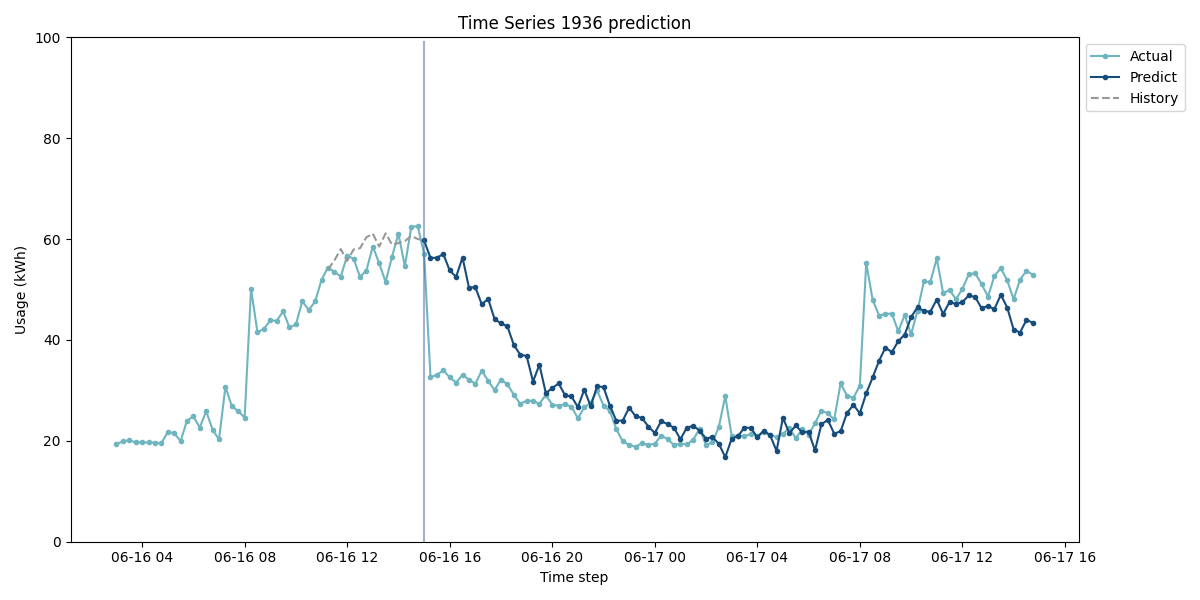 Time Series 1936 prediction
100
80
60
40
20
0
Usage (kWh)
06-16 04 06-16 08 06-16 12 06-16 16 06-16 20 06-17 00 06-17 04 06-17 08 06-17 12 06-17 16
Time step
Actual
Predict
History